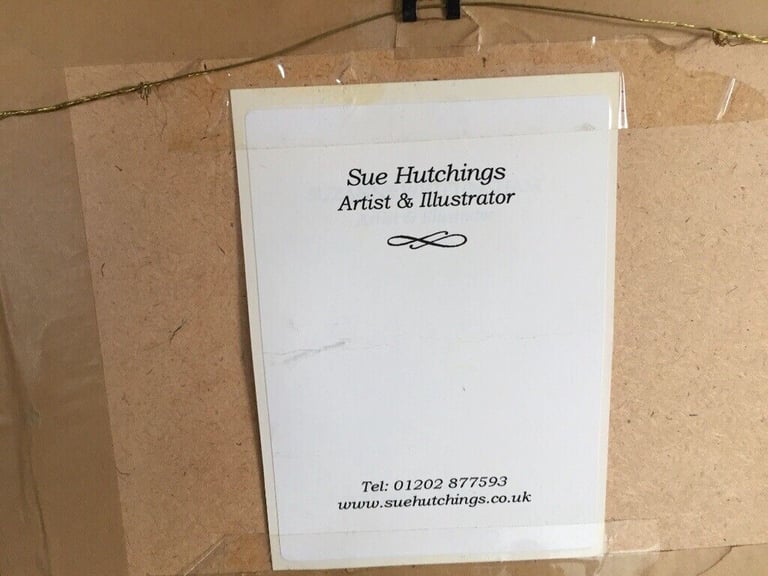 Sue Hutchings
Artist & Illustrator
Tel: 01202 877593
www.suehutchings.co.uk